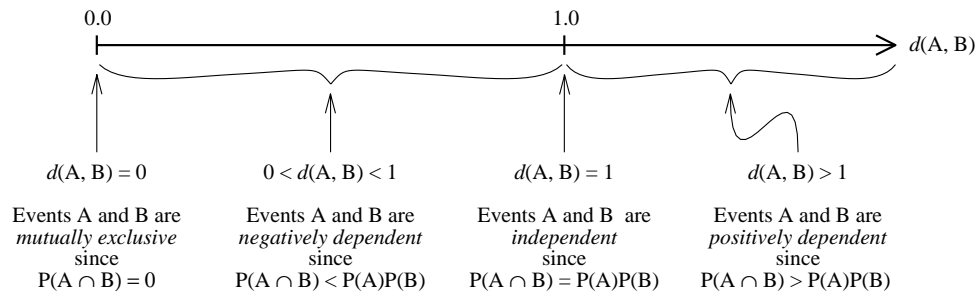 0.0
1.0
d(A, B)
d(A, B) = 0
0 < d(A, B) < 1
d(A, B) = 1
d(A, B) > 1
Events A and B are
mutually exclusive
since
P(A ∩ B) = 0
Events A and B are
negatively dependent
since
P(A ∩ B) < P(A)P(B)
Events A and B are
independent
since
P(A ∩ B) = P(A)P(B)
Events A and B are
positively dependent
since
P(A ∩ B) > P(A)P(B)